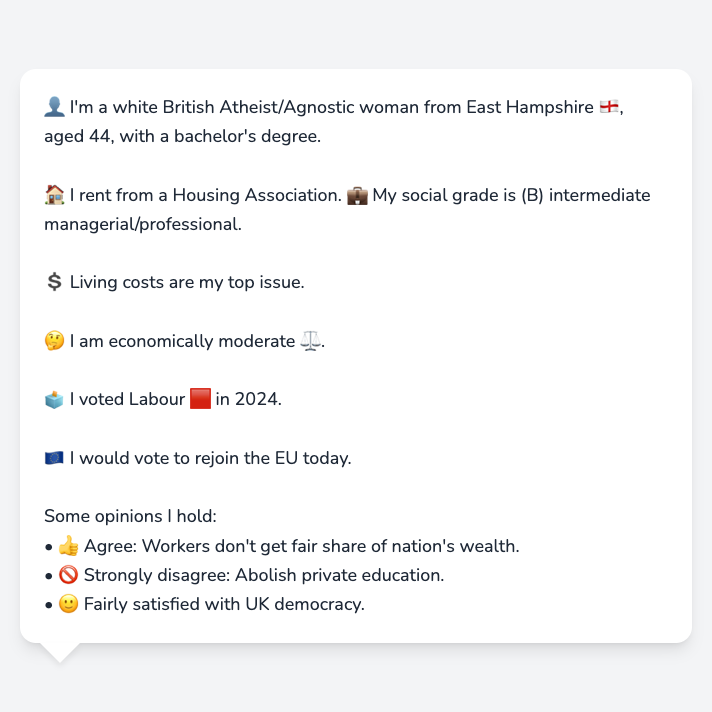 👤 I'm a white British Atheist/Agnostic woman from East Hampshire 🏴󠁧󠁢󠁥󠁮󠁧󠁿,
aged 44, with a bachelor's degree.
🏠 I rent from a Housing Association. 💼 My social grade is (B) intermediate
managerial/professional.
💲 Living costs are my top issue.
🤔 I am economically moderate ⚖️.
🗳️ I voted Labour 🟥 in 2024.
🇪🇺 I would vote to rejoin the EU today.
Some opinions I hold:
• 👍 Agree: Workers don't get fair share of nation's wealth.
• 🚫 Strongly disagree: Abolish private education.
• 🙂 Fairly satisfied with UK democracy.